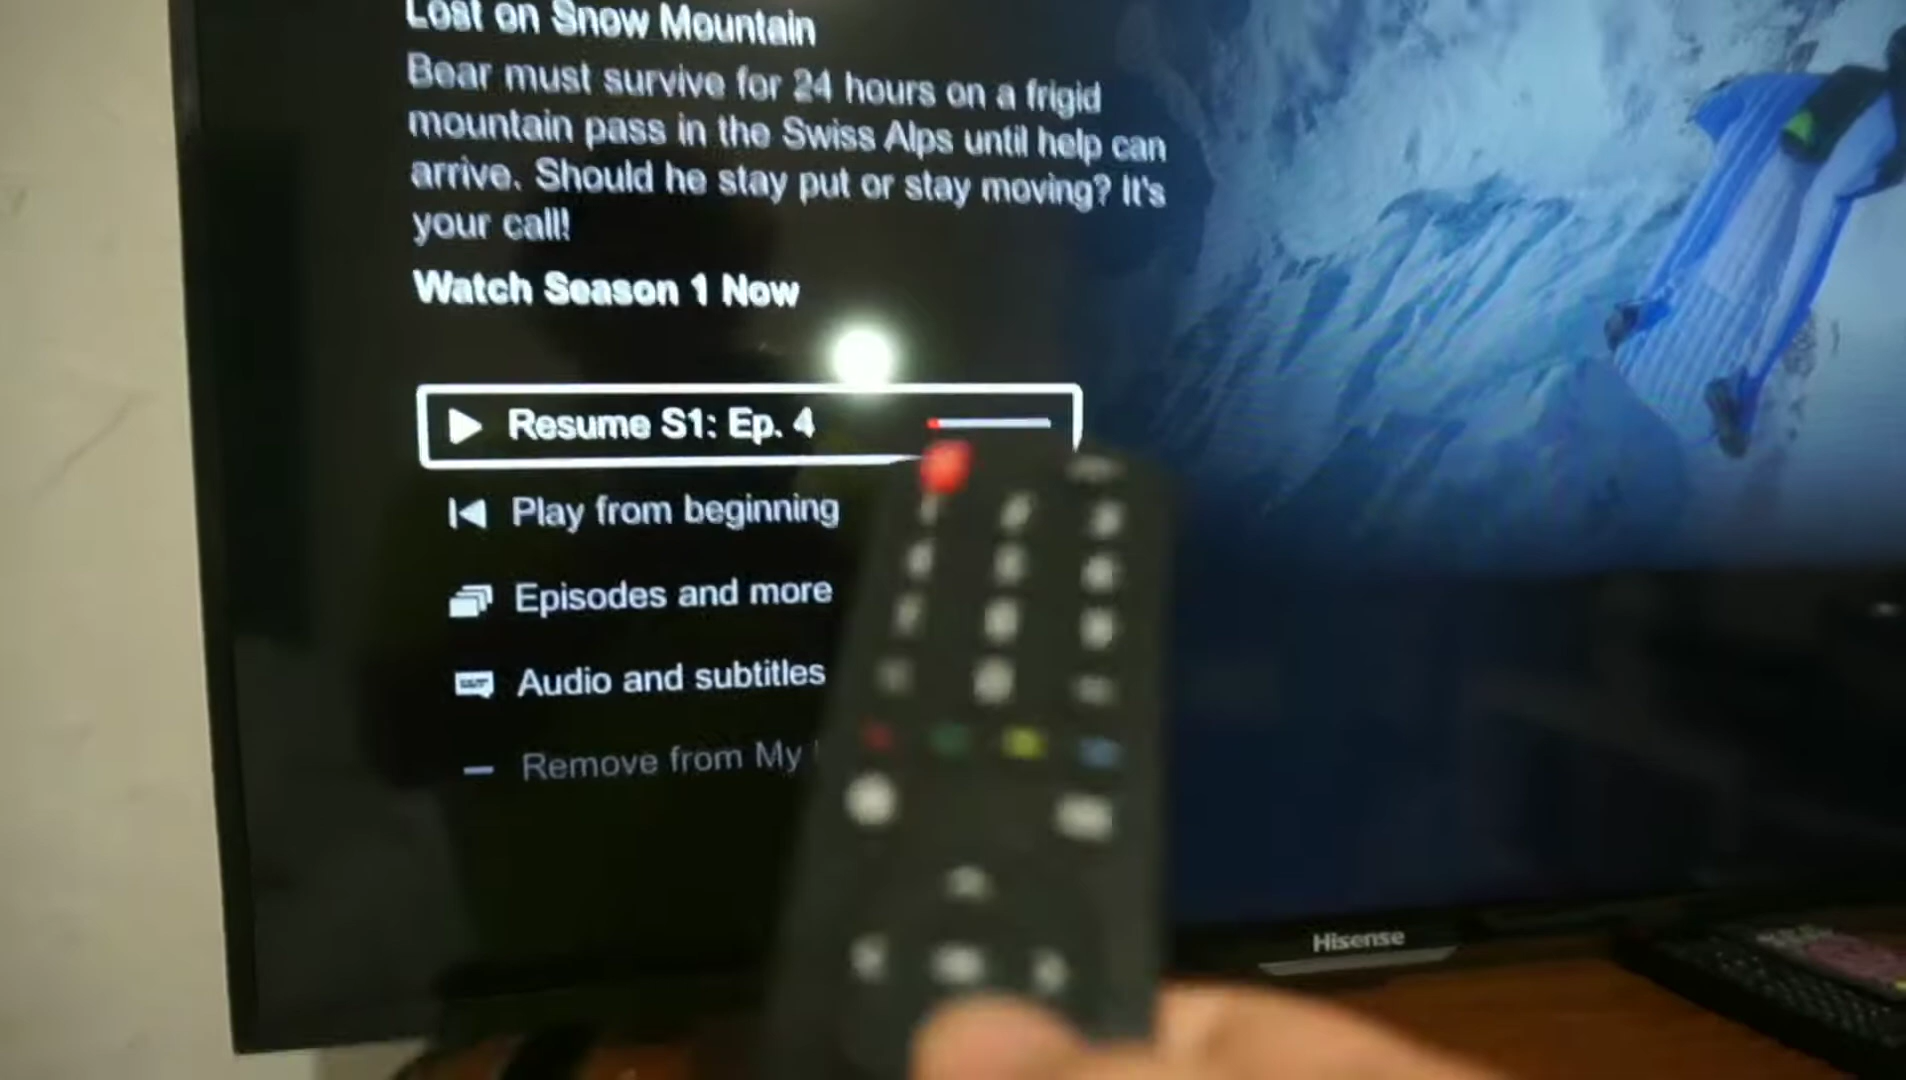 Lost on Snow Mountain
Bear must survive for 24 hours on a frigid
mountain pass in the Swiss Alps until help can
arrive. Should he stay put or stay moving? It's
your call!
Watch Season 1 Now
Resume S1: Ep. 4
Play from beginning
Episodes and more
Audio and subtitles
Remove from My
Hisense